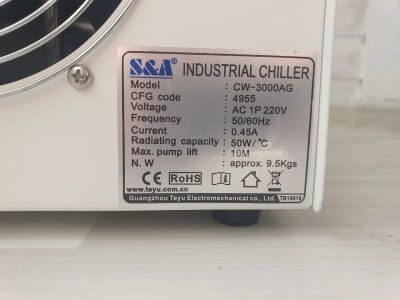 S&A® INDUSTRIAL CHILLER
Model : CW-3000AG
CFG code : 4955
Voltage : AC 1P 220V
Frequency : 50/60Hz
Current : 0.45A
Radiating capacity : 50W/°C
Max. pump lift : 10M
N. W : approx. 9.5Kgs
CE RoHS
www.teyu.com.cn
Guangzhou Teyu Electromechanical co., Ltd. TB10619